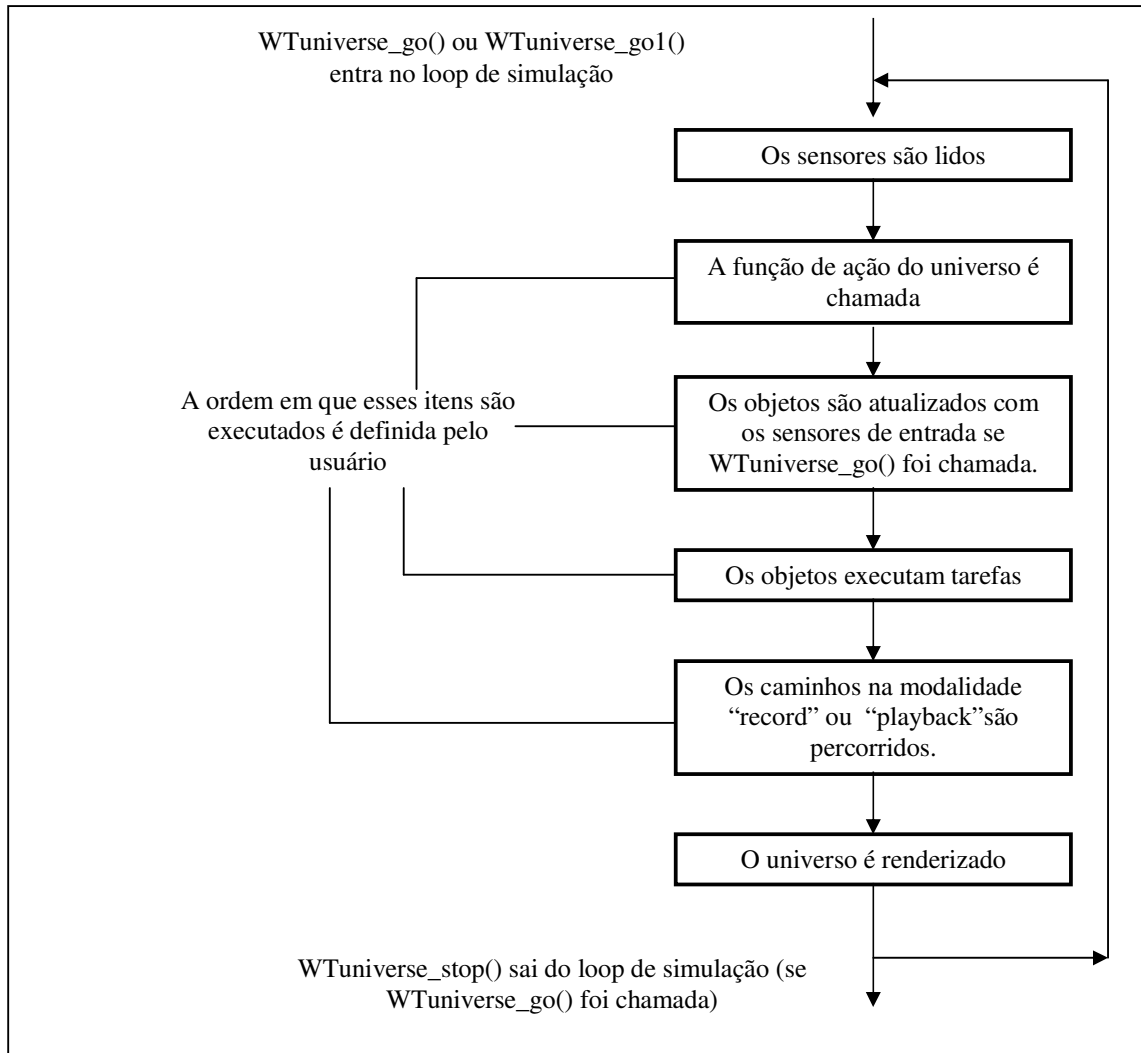 WTuniverse_go() ou WTuniverse_go1()
entra no loop de simulação
Os sensores são lidos
A função de ação do universo é
chamada
A ordem em que esses itens são
executados é definida pelo
usuário
Os objetos são atualizados com
os sensores de entrada se
WTuniverse_go() foi chamada.
Os objetos executam tarefas
Os caminhos na modalidade
“record” ou “playback”são
percorridos.
O universo é renderizado
WTuniverse_stop() sai do loop de simulação (se
WTuniverse_go() foi chamada)